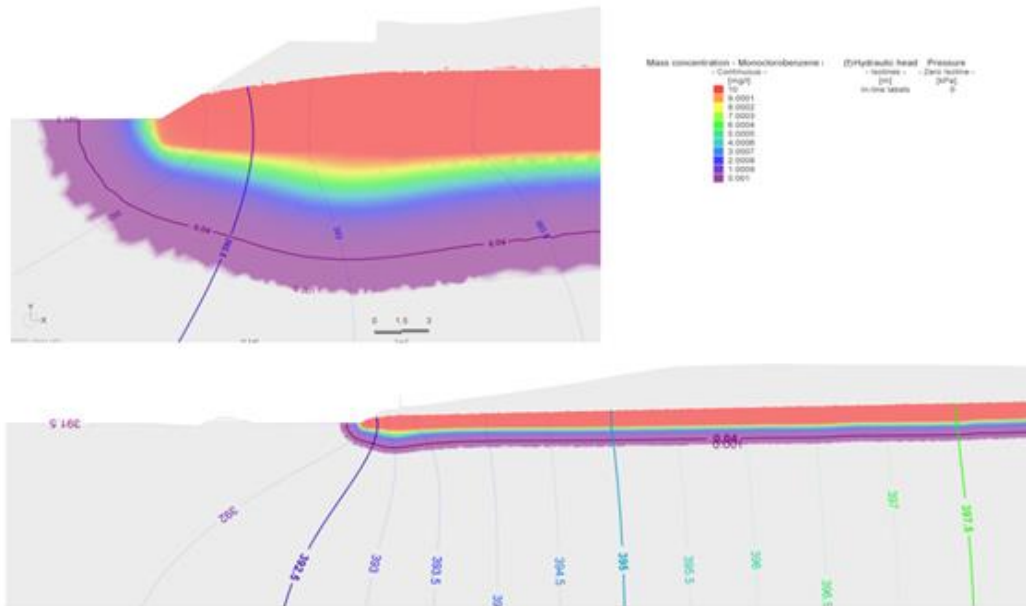 Mass concentration - Monoclorobenzene
- Continuous -
[mg/l]
10
9.0001
8.0002
7.0003
6.0004
5.0005
4.0006
3.0007
2.0008
1.0009
0.001
(f)Hydraulic head
- Isolines -
[m]
in-line labels
Pressure
- Zero Isoline -
[kPa]
0
0.04
0.04
Y
X
0 1.5 3
391.5
0.04
0.001
392
392.5
393
393.5
394.5
395
395.5
396
397
397.5